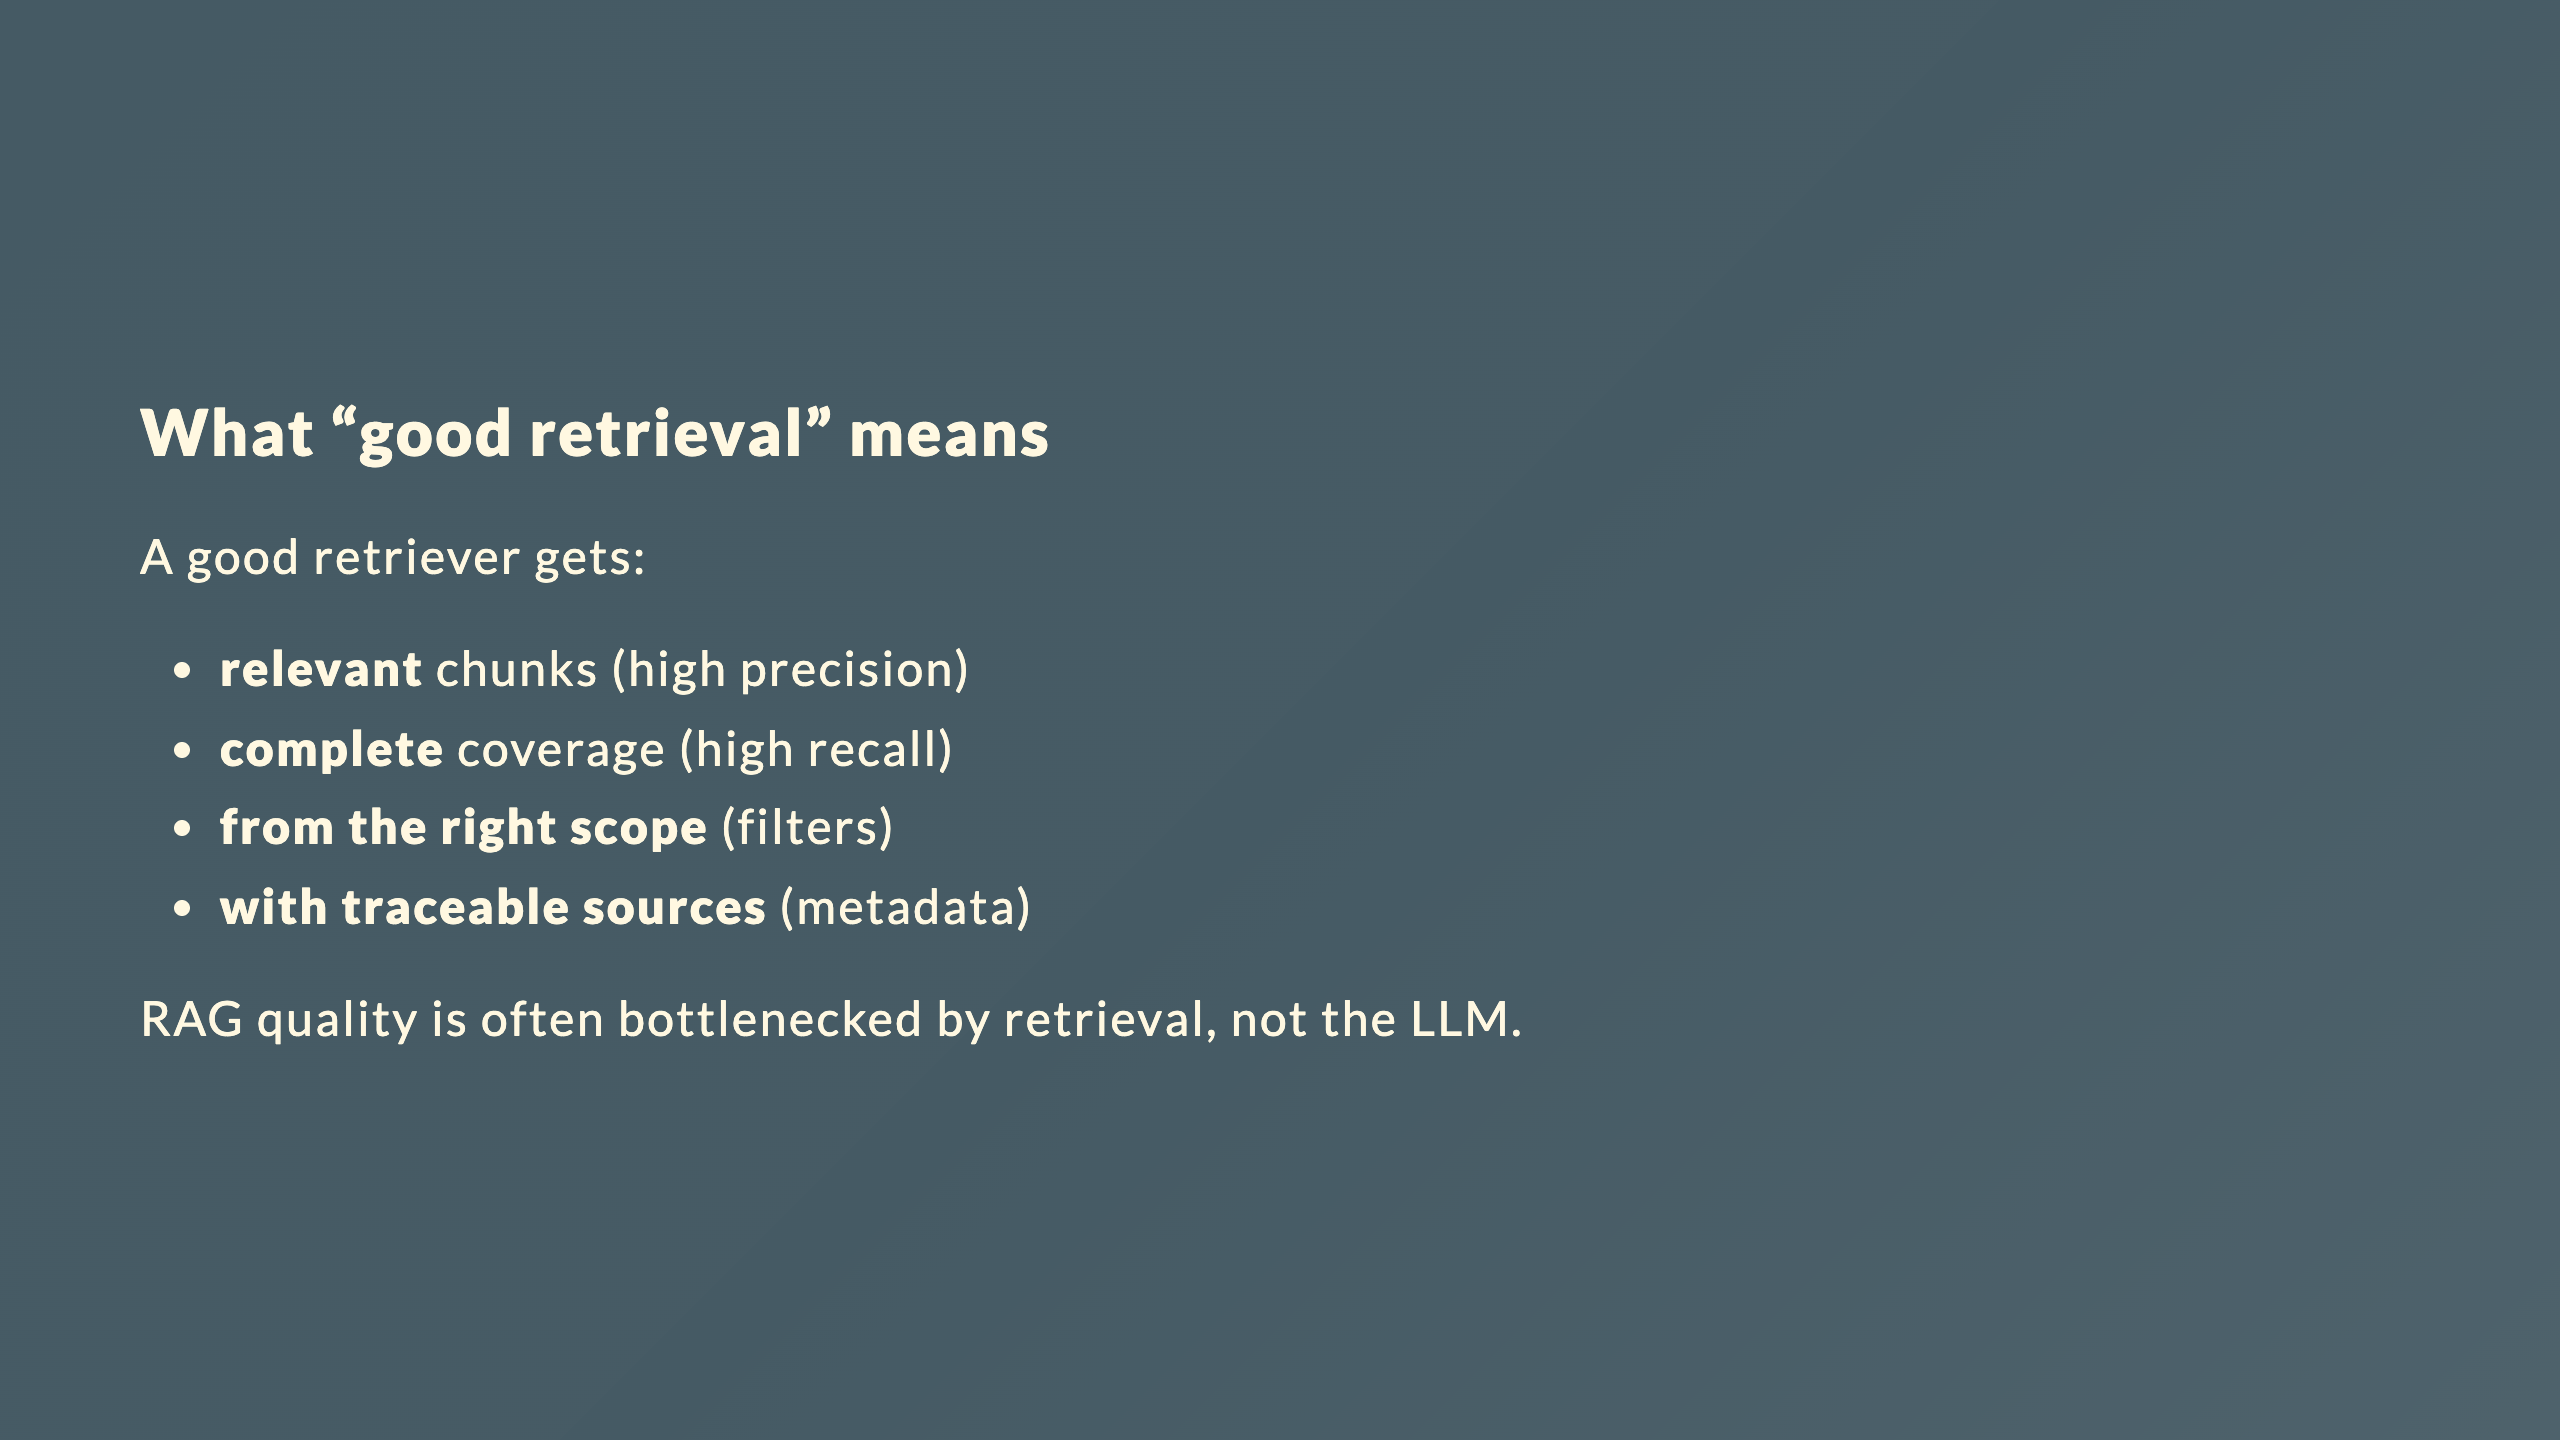 What “good retrieval” means
A good retriever gets:
• relevant chunks (high precision)
• complete coverage (high recall)
• from the right scope (filters)
• with traceable sources (metadata)
RAG quality is often bottlenecked by retrieval, not the LLM.